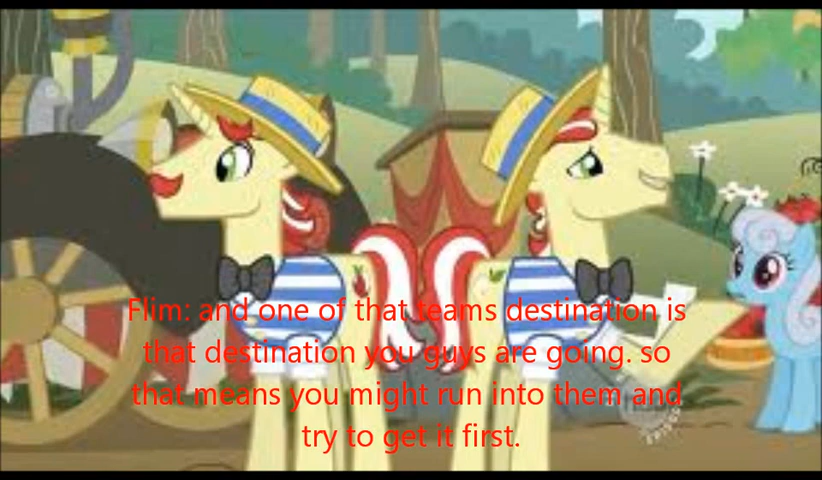 Flim: and one of that teams destination is
that destination you guys are going. so
that means you might run into them and
try to get it first.